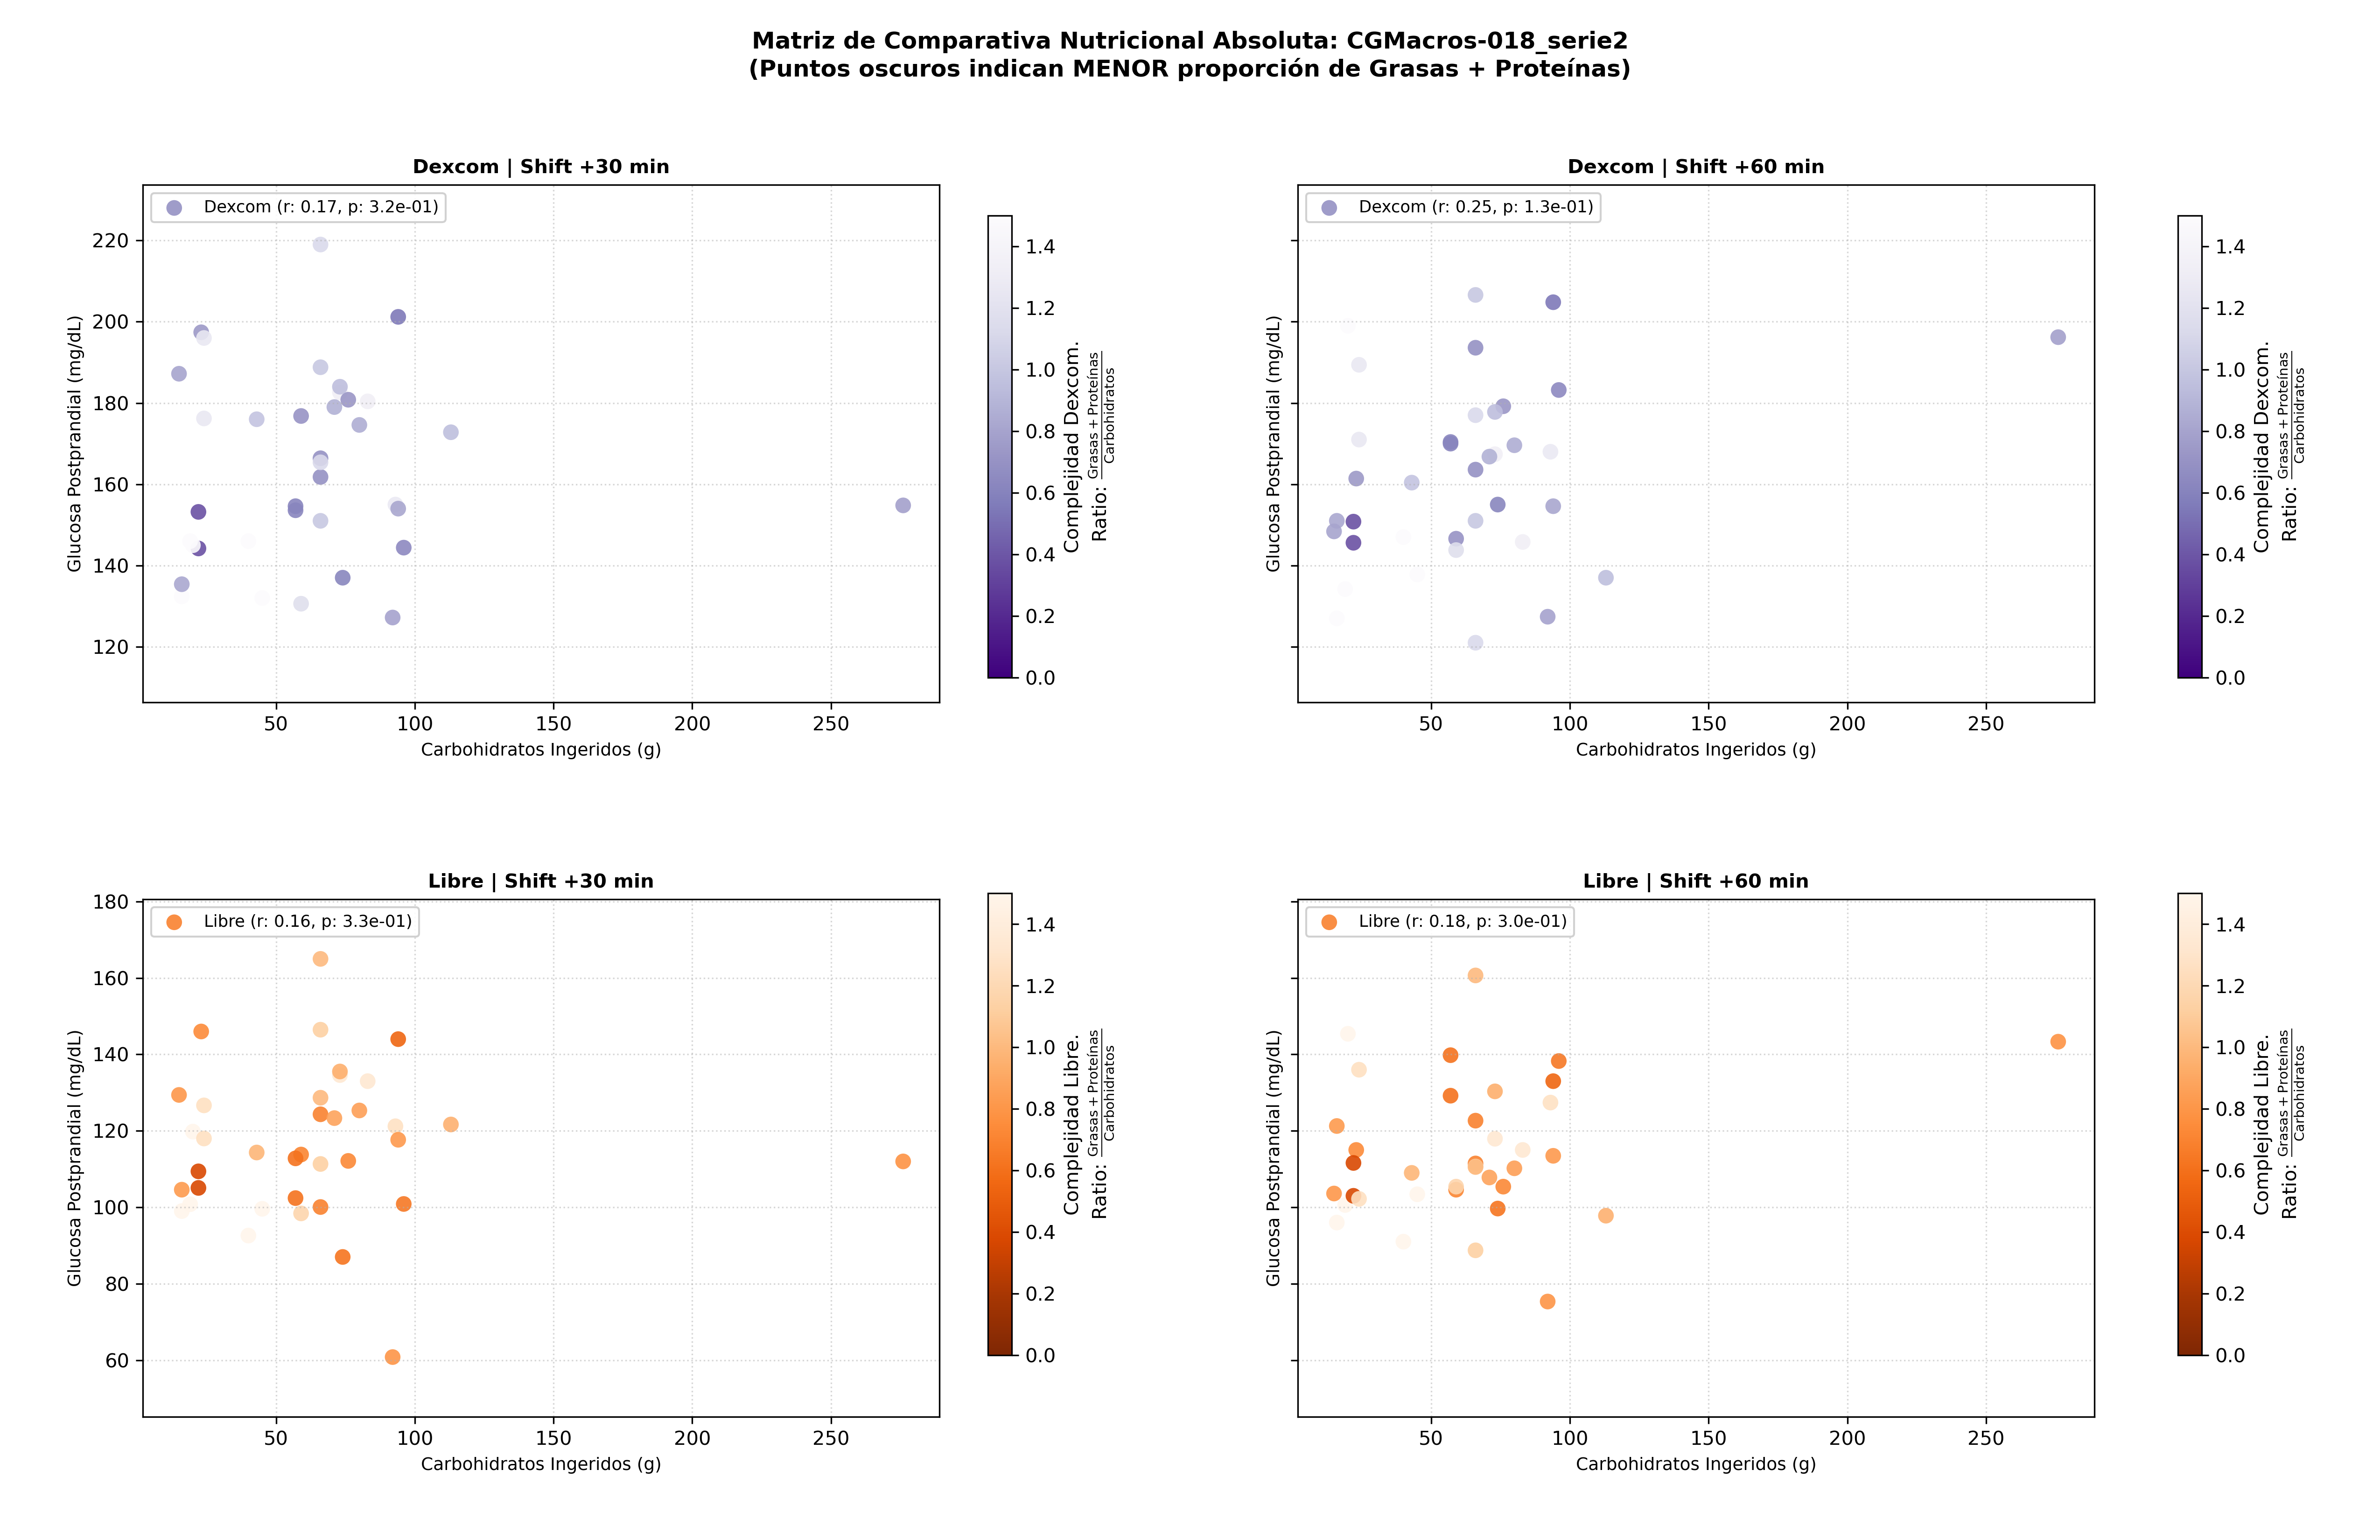 Matriz de Comparativa Nutricional Absoluta: CGMacros-018_serie2
(Puntos oscuros indican MENOR proporción de Grasas + Proteínas)
Dexcom | Shift +30 min
Dexcom (r: 0.17, p: 3.2e-01)
Glucosa Postprandial (mg/dL)
220
200
180
160
140
120
50
100
150
200
250
Carbohidratos Ingeridos (g)
1.4
1.2
1.0
0.8
0.6
0.4
0.2
0.0
Complejidad Dexcom.
Ratio: Grasas + Proteínas
Carbohidratos
Dexcom | Shift +60 min
Dexcom (r: 0.25, p: 1.3e-01)
Glucosa Postprandial (mg/dL)
50
100
150
200
250
Carbohidratos Ingeridos (g)
1.4
1.2
1.0
0.8
0.6
0.4
0.2
0.0
Complejidad Dexcom.
Ratio: Grasas + Proteínas
Carbohidratos
Libre | Shift +30 min
Libre (r: 0.16, p: 3.3e-01)
Glucosa Postprandial (mg/dL)
180
160
140
120
100
80
60
50
100
150
200
250
Carbohidratos Ingeridos (g)
1.4
1.2
1.0
0.8
0.6
0.4
0.2
0.0
Complejidad Libre.
Ratio: Grasas + Proteínas
Carbohidratos
Libre | Shift +60 min
Libre (r: 0.18, p: 3.0e-01)
Glucosa Postprandial (mg/dL)
50
100
150
200
250
Carbohidratos Ingeridos (g)
1.4
1.2
1.0
0.8
0.6
0.4
0.2
0.0
Complejidad Libre.
Ratio: Grasas + Proteínas
Carbohidratos